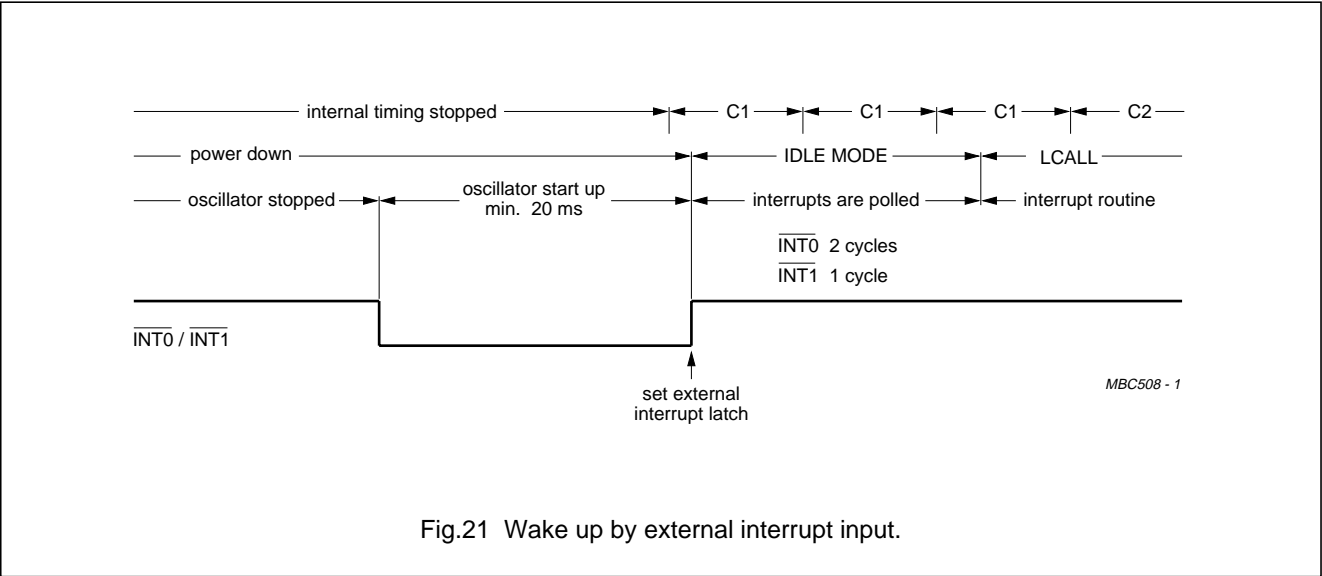 internal timing stopped C1 C1 C1 C2
power down IDLE MODE LCALL
oscillator stopped oscillator start up min. 20 ms interrupts are polled interrupt routine
INT0 2 cycles
INT1 1 cycle
INT0 / INT1
set external
interrupt latch
MBC508 - 1
Fig.21 Wake up by external interrupt input.